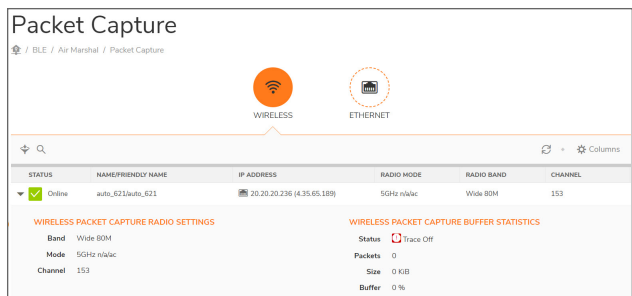 Packet Capture
/ BLE / Air Marshal / Packet Capture
WIRELESS ETHERNET
Columns
STATUS NAME/FRIENDLY NAME IP ADDRESS RADIO MODE RADIO BAND CHANNEL
Online auto_621/auto_621 20.20.20.236 (4.35.65.189) 5GHz n/a/ac Wide 80M 153
WIRELESS PACKET CAPTURE RADIO SETTINGS WIRELESS PACKET CAPTURE BUFFER STATISTICS
Band Wide 80M Status Trace Off
Mode 5GHz n/a/ac Packets 0
Channel 153 Size 0 KiB
Buffer 0 %